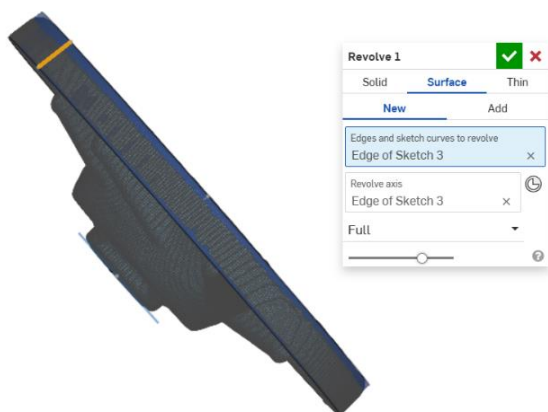 Revolve 1
Solid Surface Thin
New Add
Edges and sketch curves to revolve
Edge of Sketch 3
Revolve axis
Edge of Sketch 3
Full